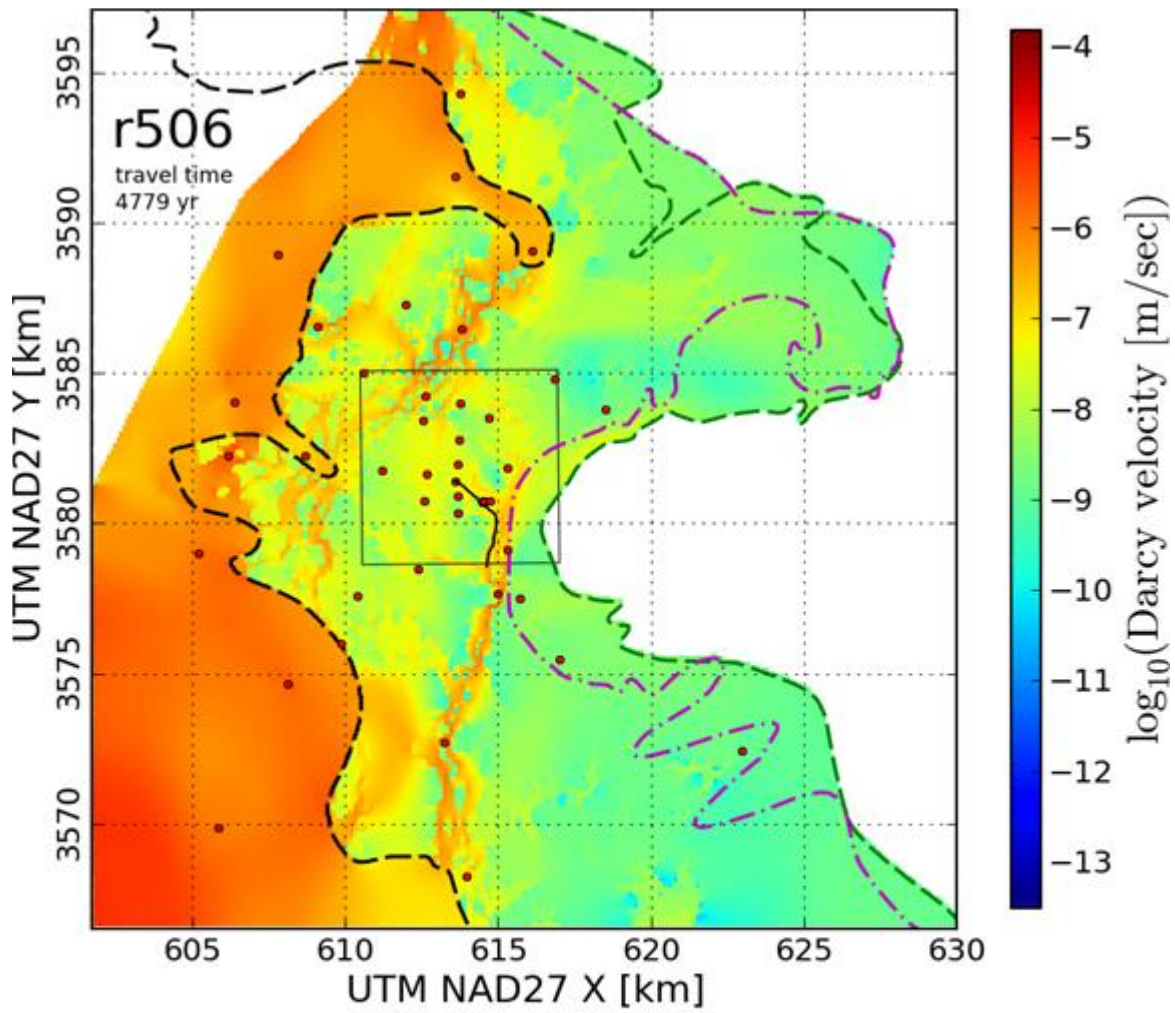 r506
travel time
4779 yr
3595
3590
3585
3580
3575
3570
UTM NAD27 Y [km]
605 610 615 620 625 630
UTM NAD27 X [km]
−4
−5
−6
−7
−8
−9
−10
−11
−12
−13
log10(Darcy velocity [m/sec])